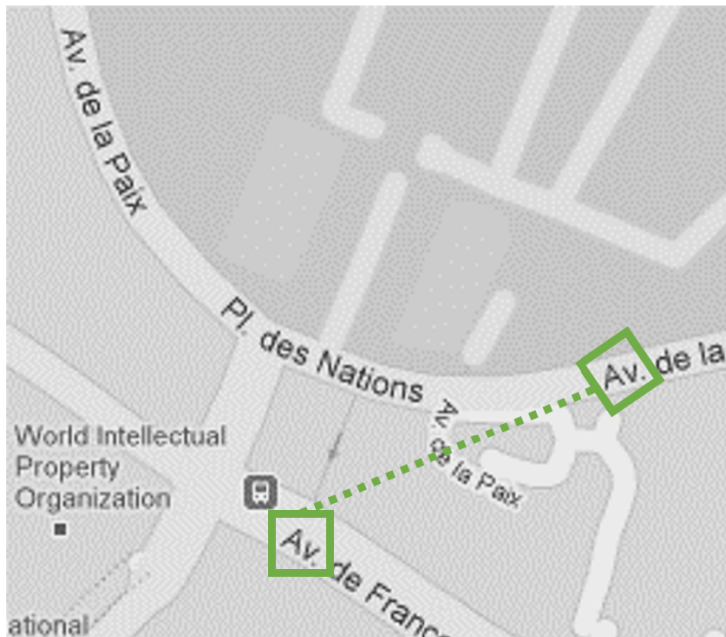 Av. de la Paix
Pl. des Nations
Av. de la
Av. de la Paix
World Intellectual
Property
Organization
Av. de France
ational